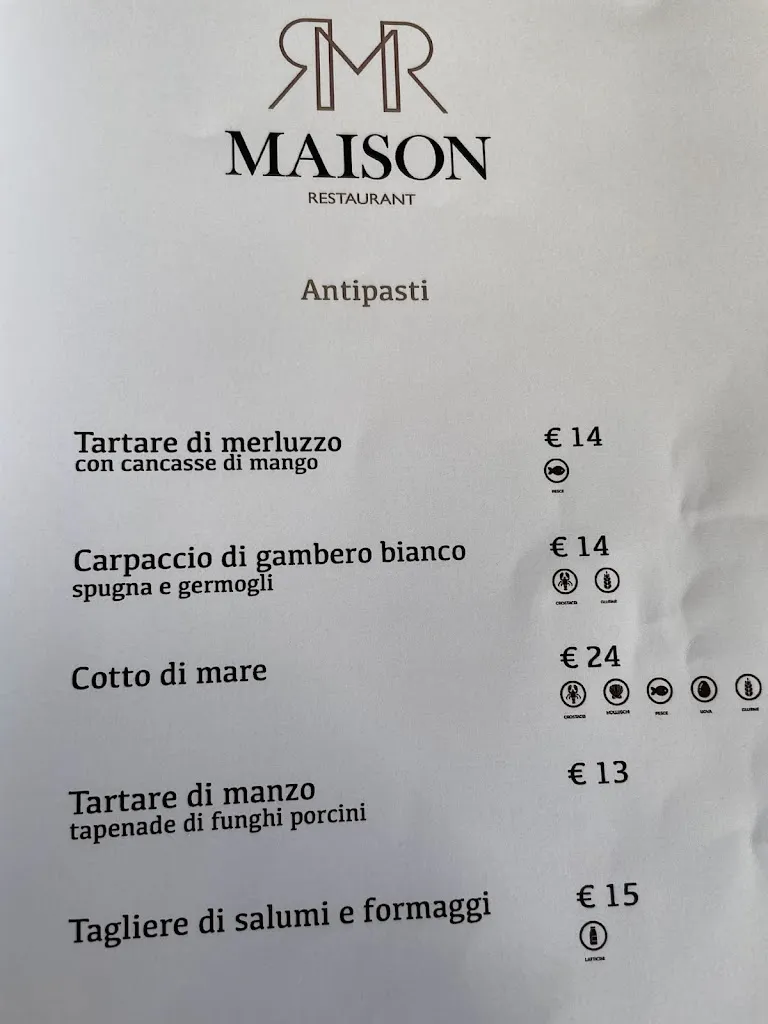 RMR
MAISON
RESTAURANT
Antipasti
Tartare di merluzzo
con cancasse di mango
€ 14
PESCE
Carpaccio di gambero bianco
spugna e germogli
€ 14
CROSTACEI GLUTINE
Cotto di mare
€ 24
CROSTACEI MOLLUSCHI PESCE UOVA GLUTINE
Tartare di manzo
tapenade di funghi porcini
€ 13
Tagliere di salumi e formaggi
€ 15
LATTICINI